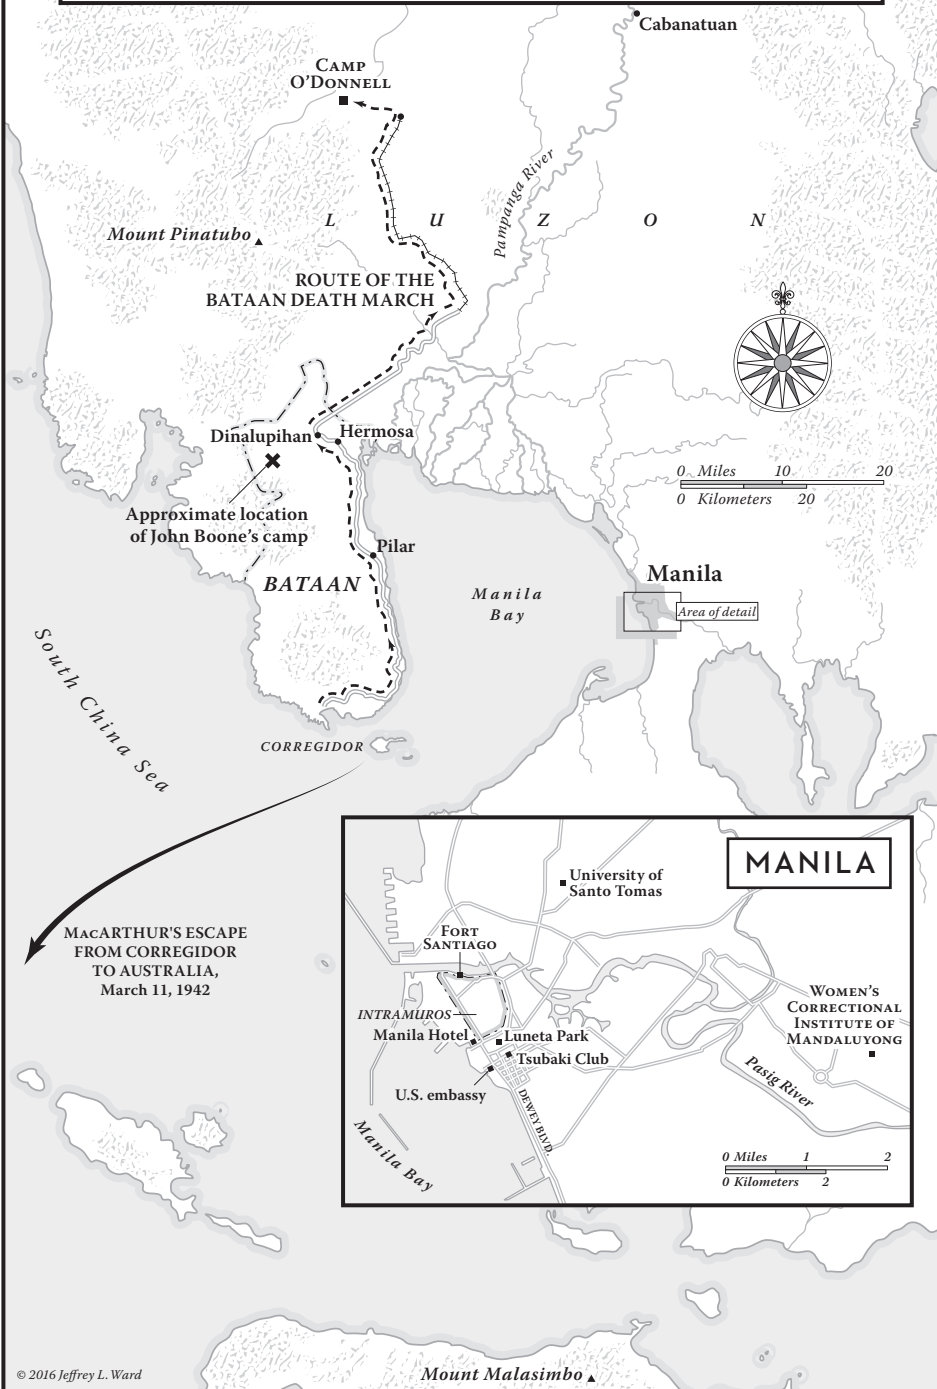 Cabanatuan
CAMP
O'DONNELL
Pampanga River
L U Z O N
Mount Pinatubo
ROUTE OF THE
BATAAN DEATH MARCH
Dinalupihan
Hermosa
0 Miles 10 20
0 Kilometers 20
Approximate location
of John Boone's camp
Pilar
BATAAN
Manila
Bay
Manila
Area of detail
South China Sea
CORREGIDOR
MACARTHUR'S ESCAPE
FROM CORREGIDOR
TO AUSTRALIA,
March 11, 1942
MANILA
University of
Santo Tomas
FORT
SANTIAGO
INTRAMUROS
Manila Hotel
Luneta Park
Tsubaki Club
U.S. embassy
DEWEY BLVD.
Manila Bay
WOMEN'S
CORRECTIONAL
INSTITUTE OF
MANDALUYONG
Pasig River
0 Miles 1 2
0 Kilometers 2
© 2016 Jeffrey L. Ward
Mount Malasimbo